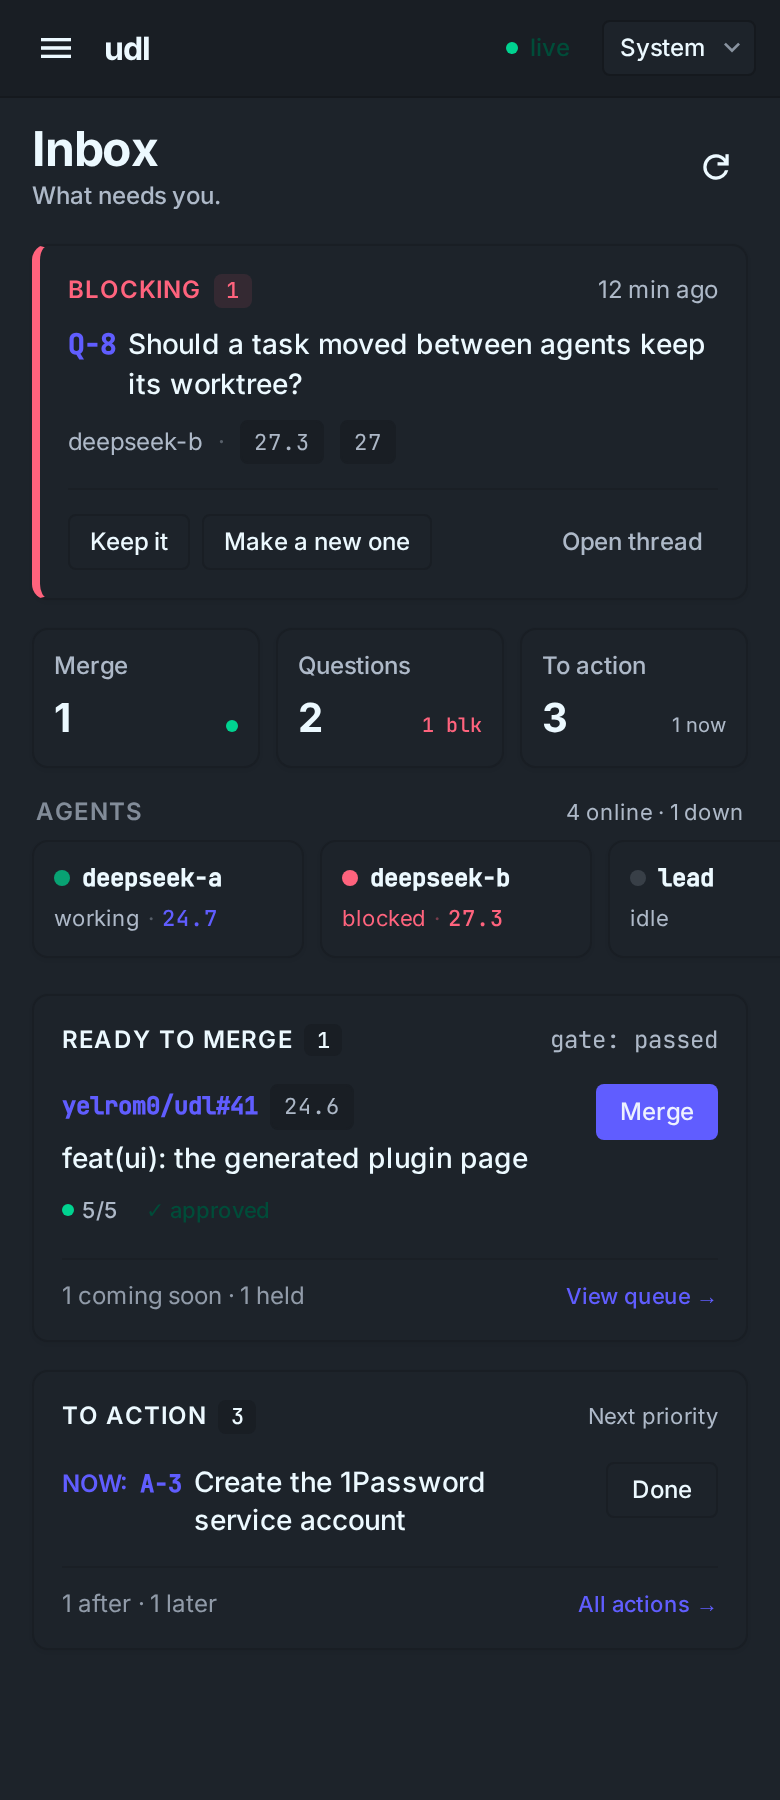 udl
live
System
Inbox
What needs you.
BLOCKING 1
12 min ago
Q-8 Should a task moved between agents keep
its worktree?
deepseek-b · 27.3 27
Keep it
Make a new one
Open thread
Merge
1
Questions
2
1 blk
To action
3
1 now
AGENTS
4 online · 1 down
deepseek-a
working · 24.7
deepseek-b
blocked · 27.3
lead
idle
READY TO MERGE 1
gate: passed
yelrom0/udl#41 24.6
Merge
feat(ui): the generated plugin page
5/5 ✓ approved
1 coming soon · 1 held
View queue →
TO ACTION 3
Next priority
NOW: A-3 Create the 1Password
service account
Done
1 after · 1 later
All actions →